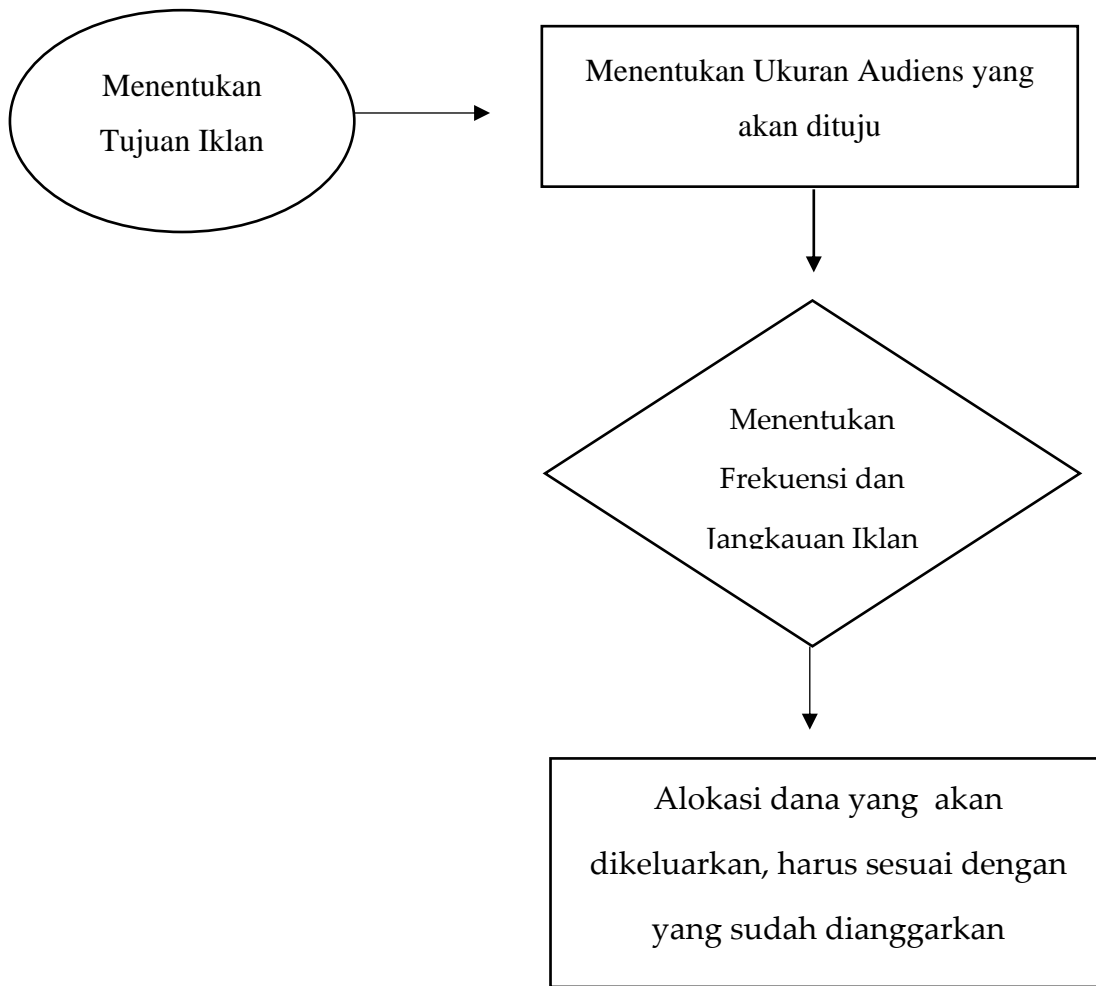 Menentukan
Tujuan Iklan
Menentukan Ukuran Audiens yang
akan dituju
Menentukan
Frekuensi dan
Jangkauan Iklan
Alokasi dana yang akan
dikeluarkan, harus sesuai dengan
yang sudah dianggarkan